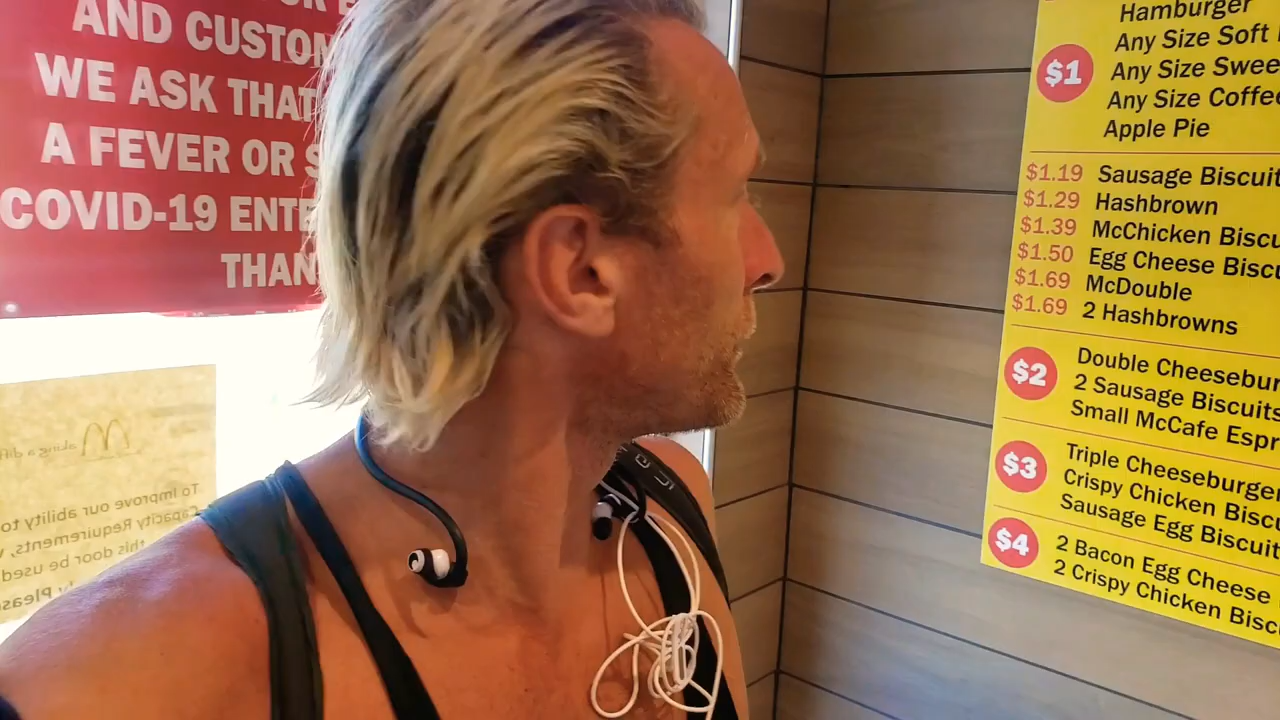 AND CUSTOM
WE ASK THAT
A FEVER OR S
COVID-19 ENTE
THAN
aking a diff
To Improve our ability to
Capacity Requirements,
this door be used
Pleas
Hamburger
$1
Any Size Soft
Any Size Swee
Any Size Coffee
Apple Pie
$1.19 Sausage Biscuit
$1.29 Hashbrown
$1.39 McChicken Biscu
$1.50 Egg Cheese Biscu
$1.69 McDouble
$1.69 2 Hashbrowns
$2
Double Cheesebur
2 Sausage Biscuits
Small McCafe Espr
$3
Triple Cheeseburger
Crispy Chicken Biscu
Sausage Egg Biscuit
$4
2 Bacon Egg Cheese
2 Crispy Chicken Bisc